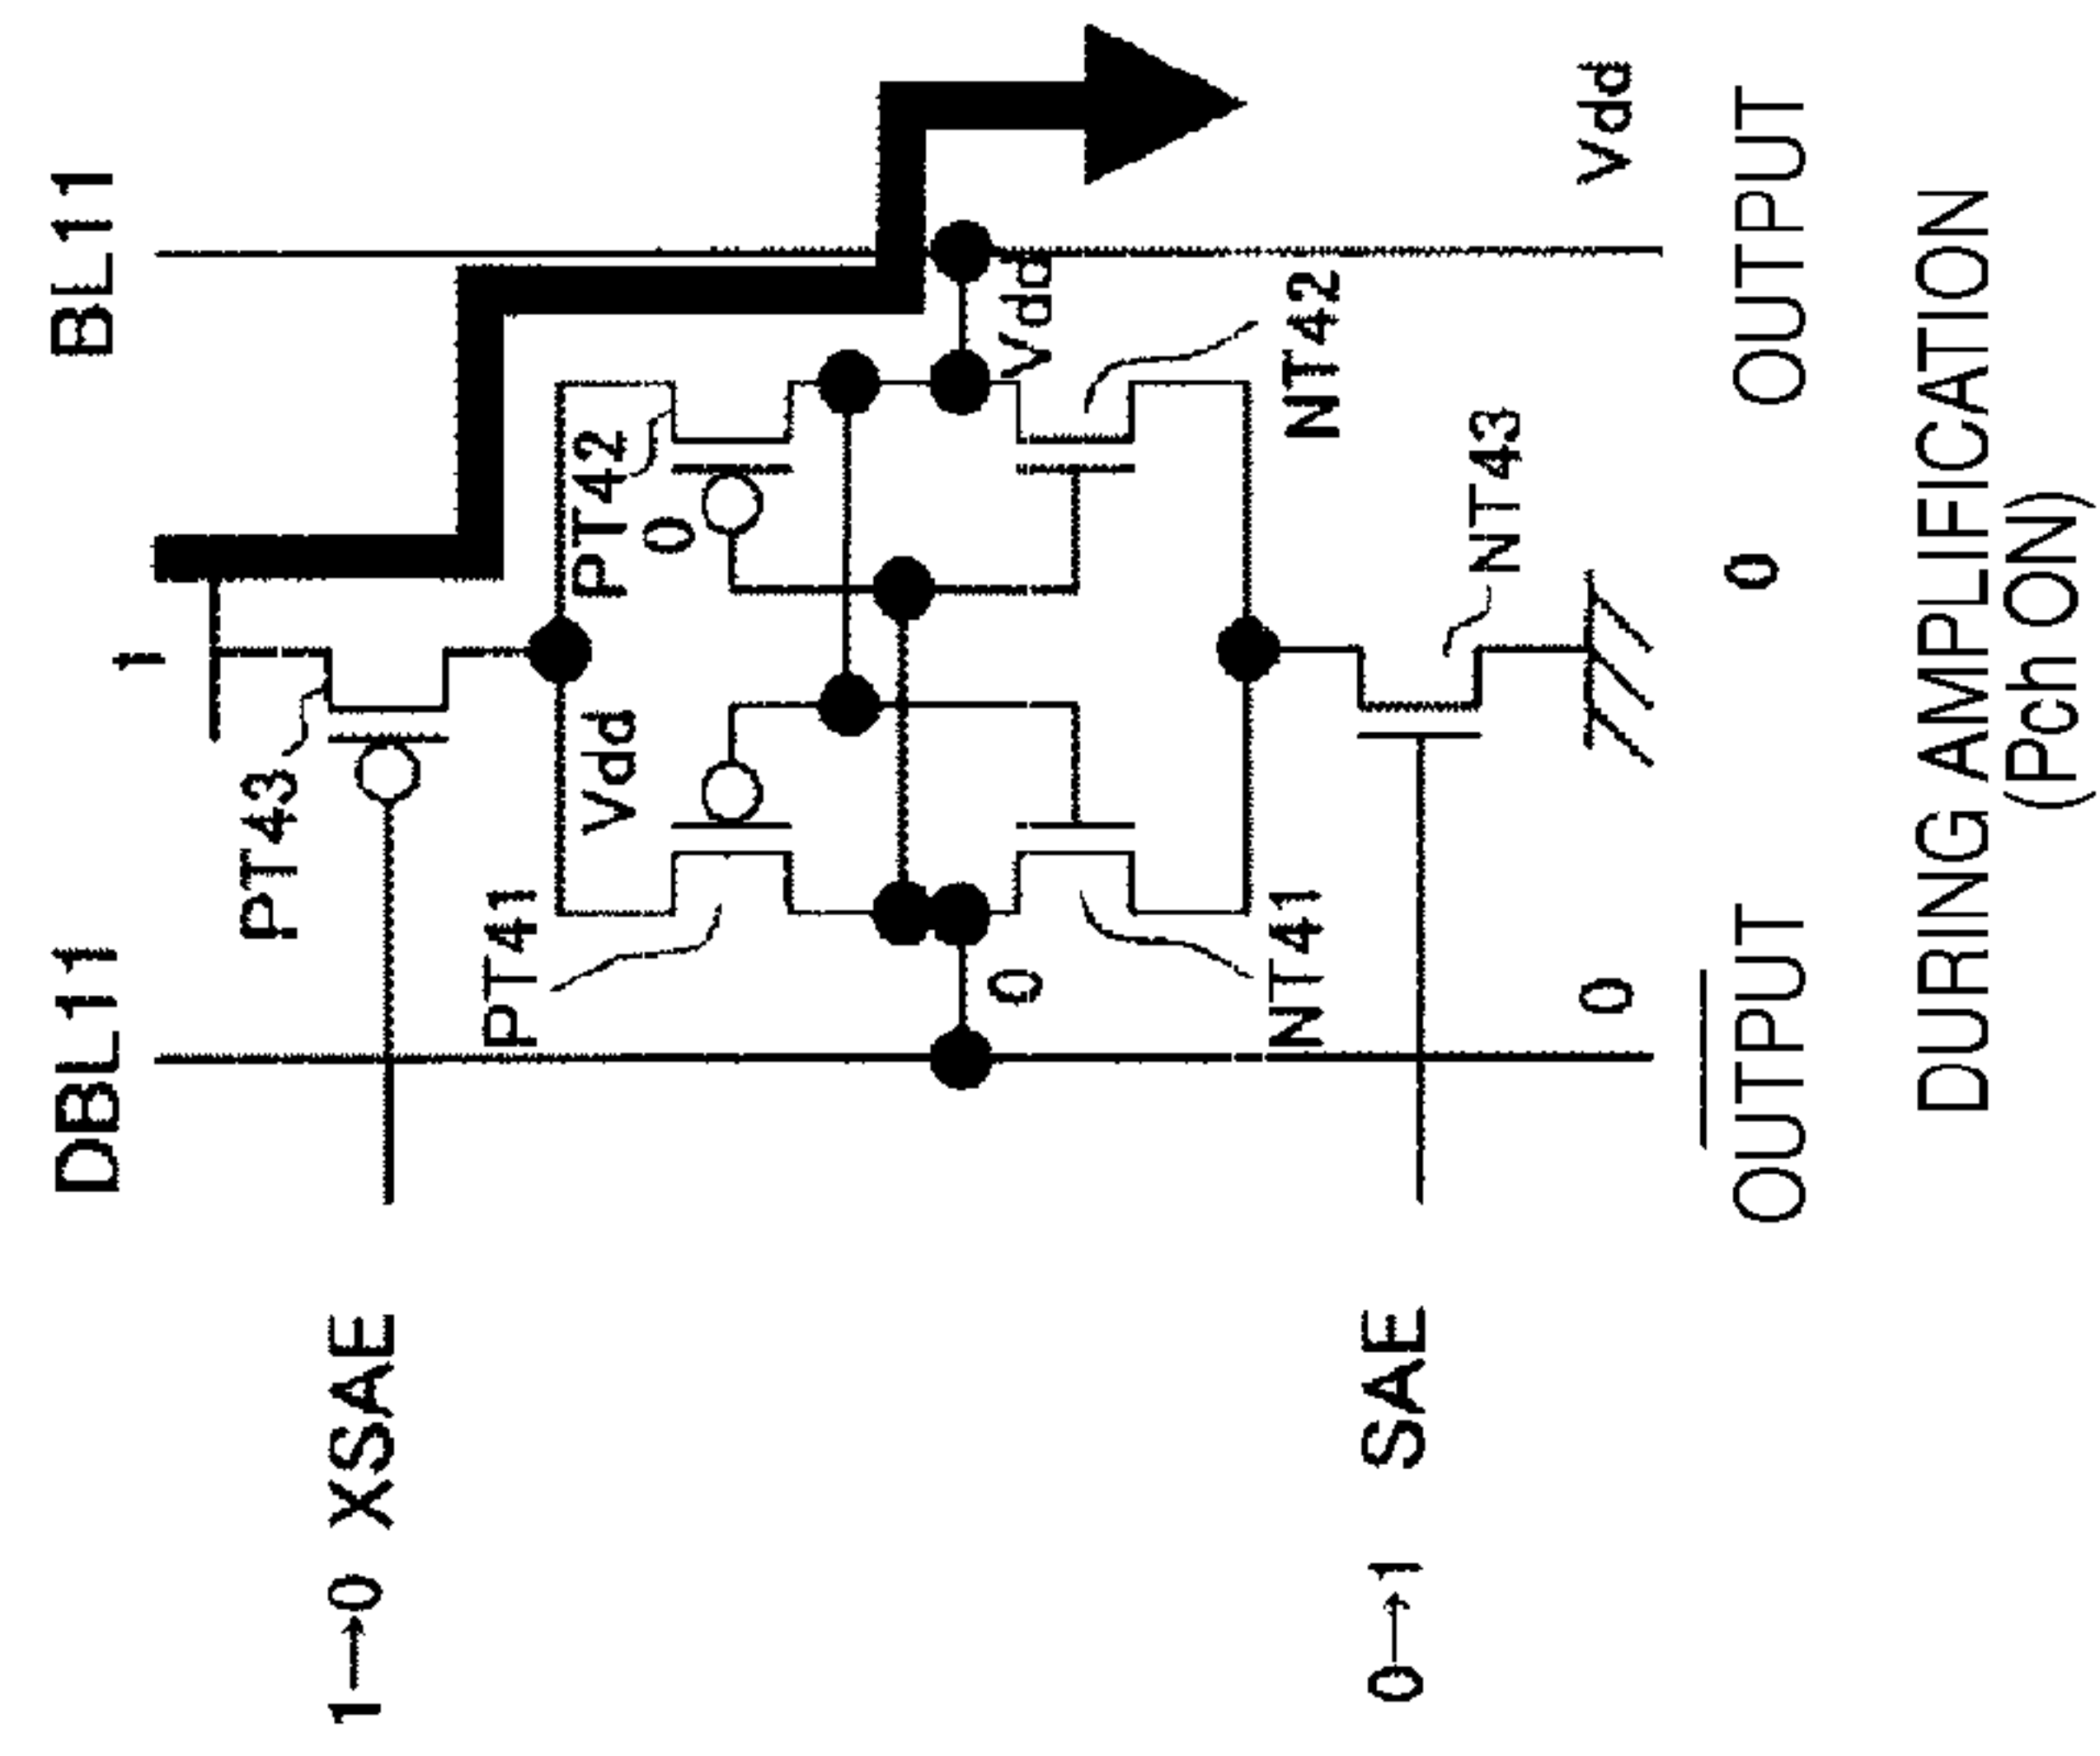 DBL11
BL11
1
PT43
1→0 XSAE
PT41
Vdd
PT42
0
0
Vdd
NT41
NT42
0→1 SAE
NT43
0
Vdd
0
OUTPUT
OUTPUT
DURING AMPLIFICATION
(Pch ON)